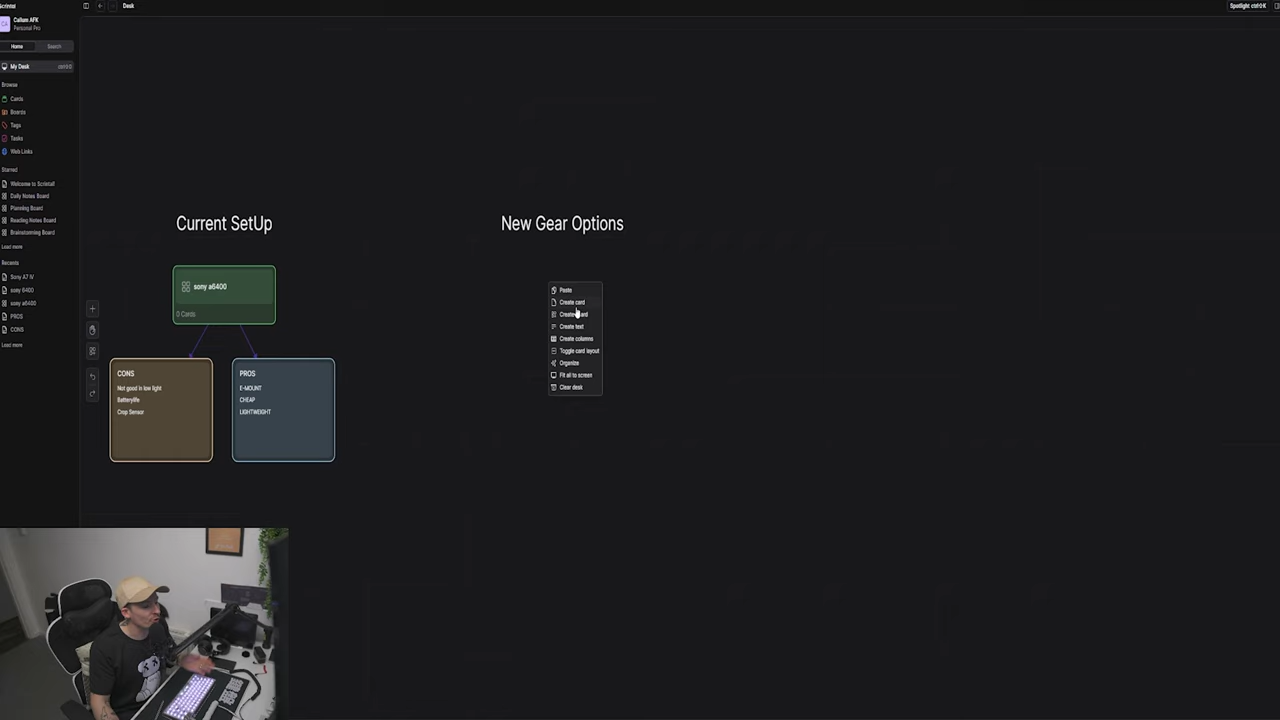 Scrintal
Desk
Spotlight ctrl K
Callum AFK
Personal Pro
Home
Search
My Desk
Browse
Cards
Boards
Tags
Tasks
Web Links
Starred
Welcome to Scrintal!
Daily Notes Board
Planning Board
Reading Notes Board
Brainstorming Board
Load more
Recents
Sony A7 IV
sony 6400
sony a6400
PROS
CONS
Load more
Current SetUp
sony a6400
0 Cards
CONS
Not good in low light
Batterylife
Crop Sensor
PROS
E-MOUNT
CHEAP
LIGHTWEIGHT
New Gear Options
Paste
Create card
Create
Create text
Create columns
Toggle card layout
Organize
Fit all to screen
Clear desk